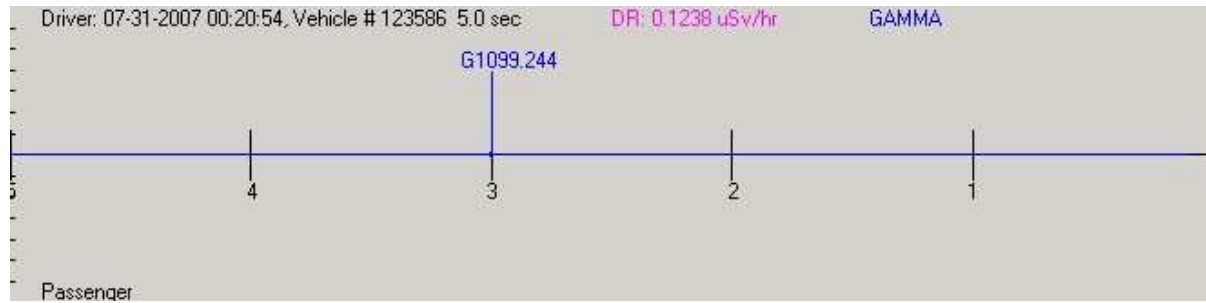 Driver: 07-31-2007 00:20:54, Vehicle # 123586 5.0 sec DR: 0.1238 uSv/hr GAMMA
G1099.244
5 4 3 2 1
Passenger